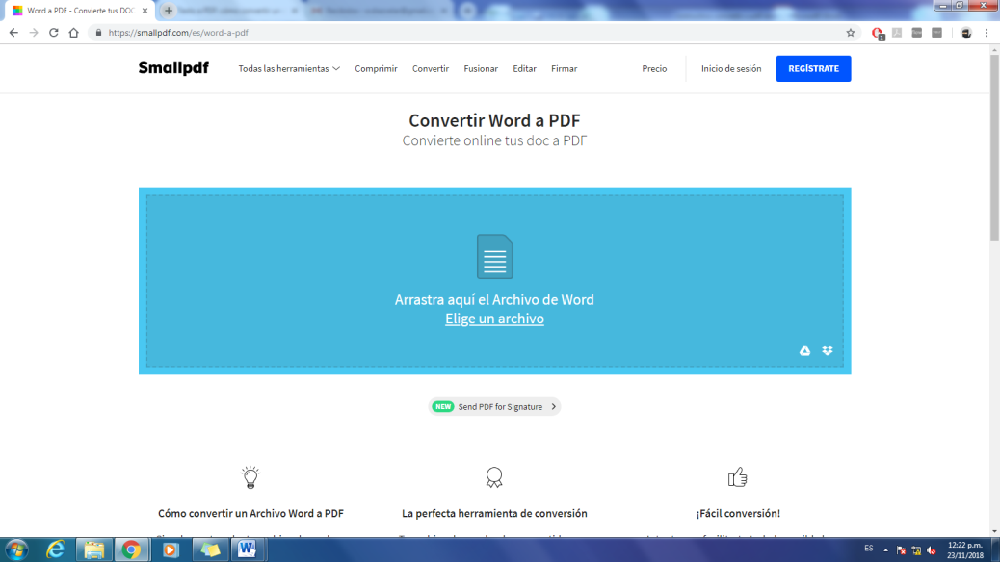 Word a PDF - Convierte tus DOC
https://smallpdf.com/es/word-a-pdf
Smallpdf
Todas las herramientas
Comprimir
Convertir
Fusionar
Editar
Firmar
Precio
Inicio de sesión
REGÍSTRATE
Convertir Word a PDF
Convierte online tus doc a PDF
Arrastra aquí el Archivo de Word
Elige un archivo
NEW Send PDF for Signature
Cómo convertir un Archivo Word a PDF
La perfecta herramienta de conversión
¡Fácil conversión!
ES
12:22 p.m.
23/11/2018